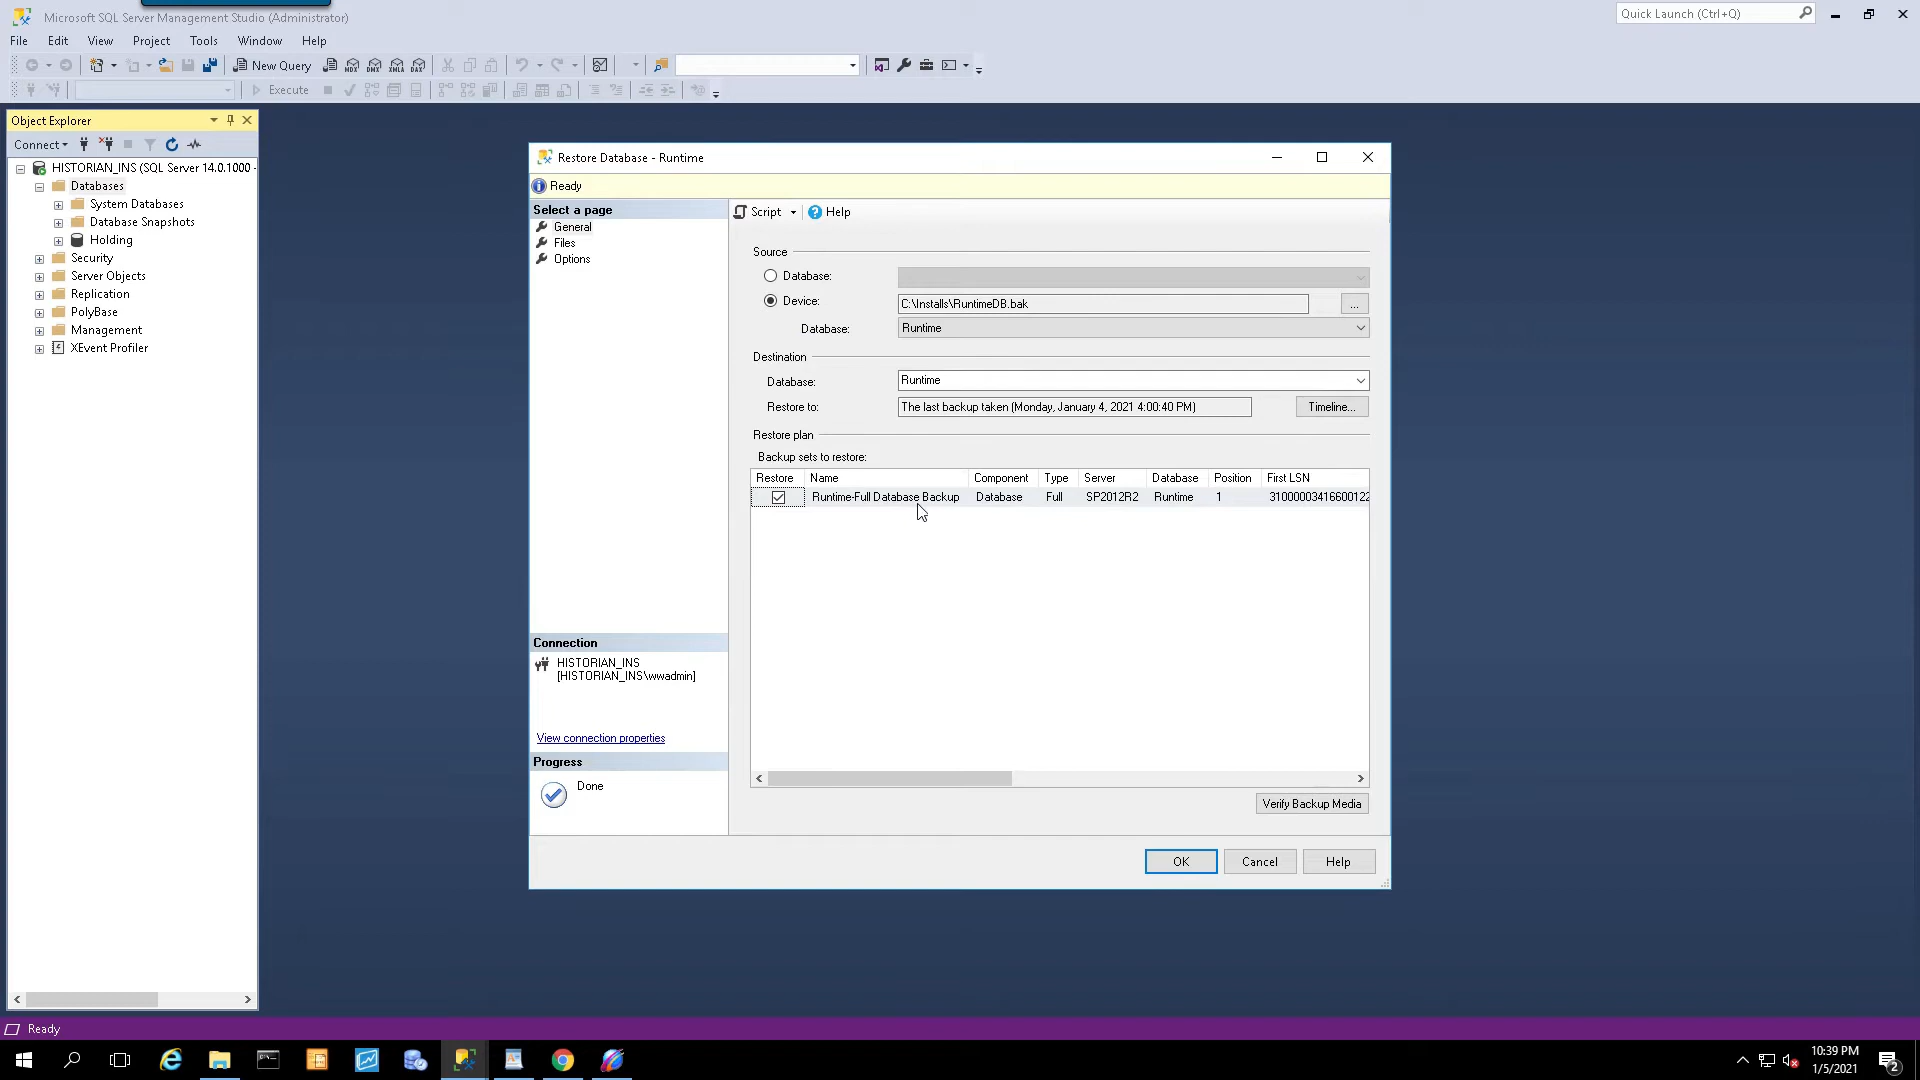 Microsoft SQL Server Management Studio (Administrator)
Quick Launch (Ctrl+Q)
File Edit View Project Tools Window Help
New Query
MDX DMX XMLA DAX
Execute
Object Explorer
Connect
HISTORIAN_INS (SQL Server 14.0.1000 -
Databases
System Databases
Database Snapshots
Holding
Security
Server Objects
Replication
PolyBase
Management
XEvent Profiler
Restore Database - Runtime
Ready
Select a page
General
Files
Options
Script Help
Source
Database:
Device: C:\Installs\RuntimeDB.bak ...
Database: Runtime
Destination
Database: Runtime
Restore to: The last backup taken (Monday, January 4, 2021 4:00:40 PM) Timeline...
Restore plan
Backup sets to restore:
Restore Name Component Type Server Database Position First LSN
Runtime-Full Database Backup Database Full SP2012R2 Runtime 1 31000003416600122
Connection
HISTORIAN_INS
[HISTORIAN_INS\wwadmin]
View connection properties
Progress
Done
Verify Backup Media
OK Cancel Help
Ready
10:39 PM
1/5/2021
2